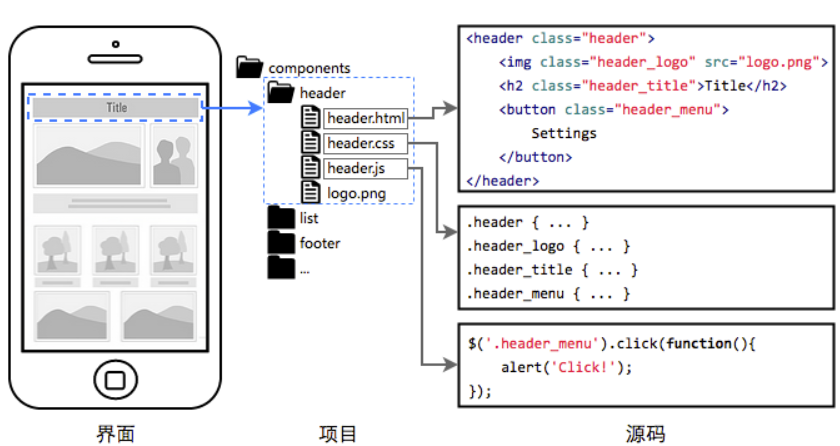 Title
components
header
header.html
header.css
header.js
logo.png
list
footer
...
<header class="header">
    <img class="header_logo" src="logo.png">
    <h2 class="header_title">Title</h2>
    <button class="header_menu">
        Settings
    </button>
</header>
.header { ... }
.header_logo { ... }
.header_title { ... }
.header_menu { ... }
$('.header_menu').click(function(){
    alert('Click!');
});
界面
项目
源码